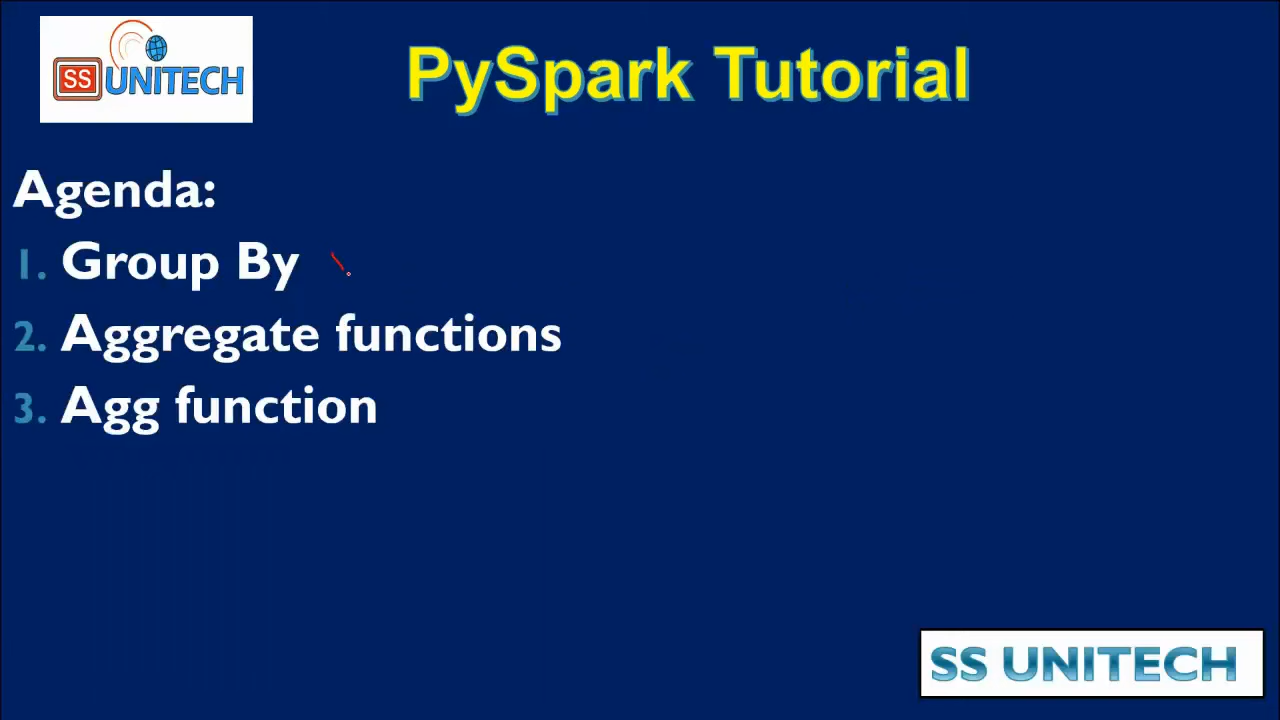 SS UNITECH
PySpark Tutorial
Agenda:
1. Group By
2. Aggregate functions
3. Agg function
SS UNITECH